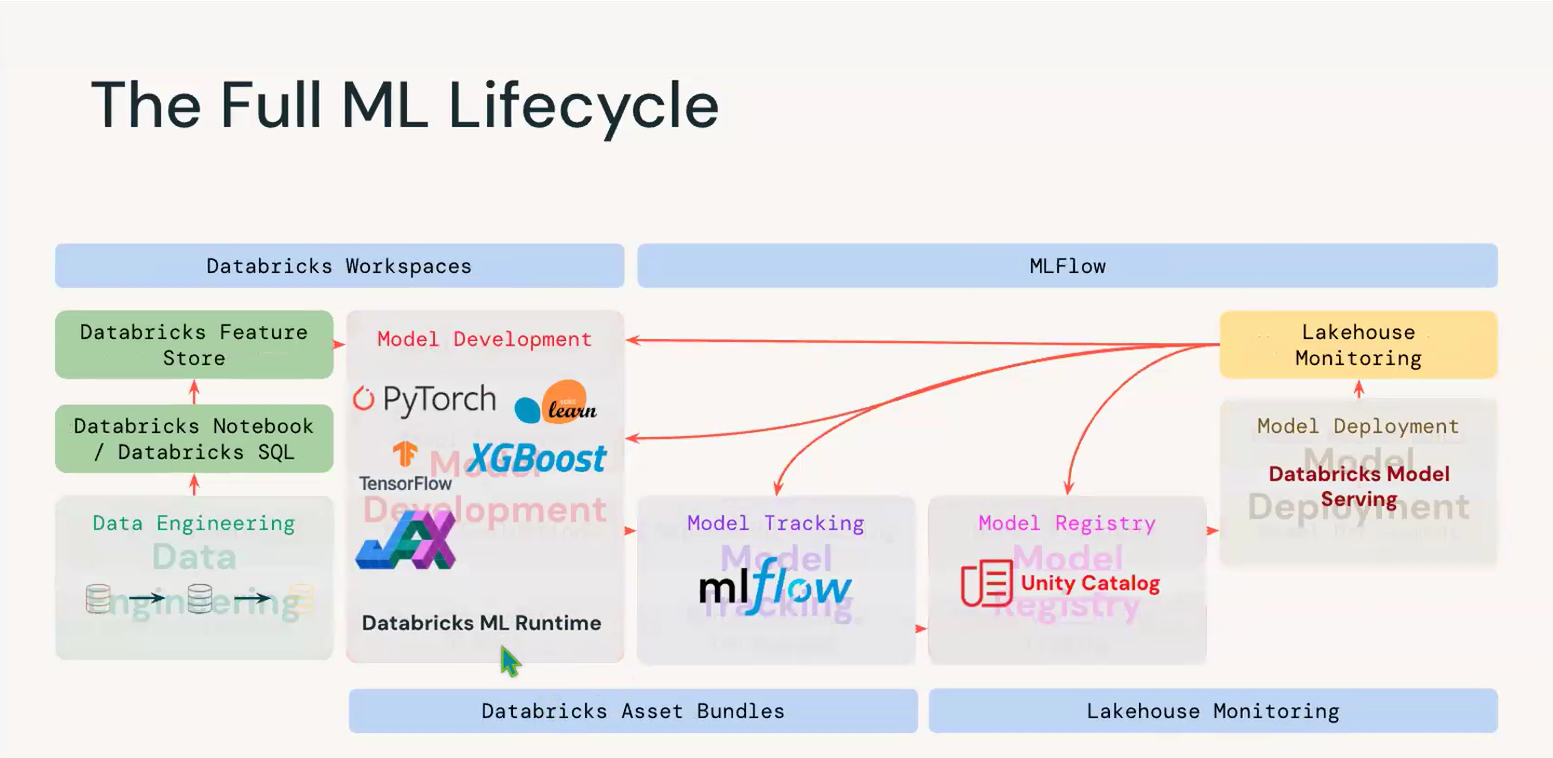 The Full ML Lifecycle
Databricks Workspaces
MLFlow
Databricks Feature
Store
Databricks Notebook
/ Databricks SQL
Data Engineering
Data
Engineering
Model Development
PyTorch
learn
XGBoost
TensorFlow
Model
Development
JAX
Databricks ML Runtime
Model Tracking
Model
Tracking
mlflow
Model Registry
Model
Registry
Unity Catalog
Lakehouse
Monitoring
Model Deployment
Model
Deployment
Databricks Model
Serving
Databricks Asset Bundles
Lakehouse Monitoring